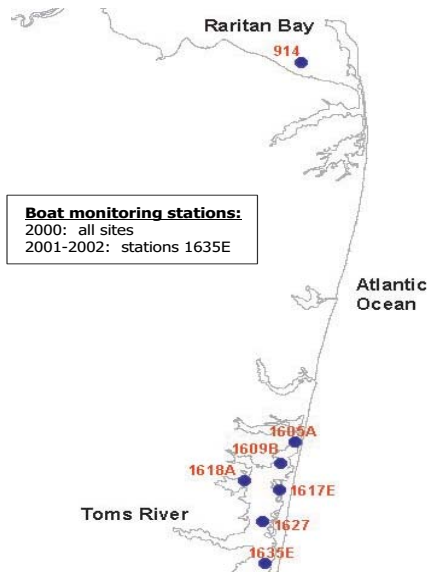 Raritan Bay
914
Boat monitoring stations:
2000: all sites
2001-2002: stations 1635E
Atlantic
Ocean
1605A
1609B
1618A
1617E
Toms River
1627
1635E